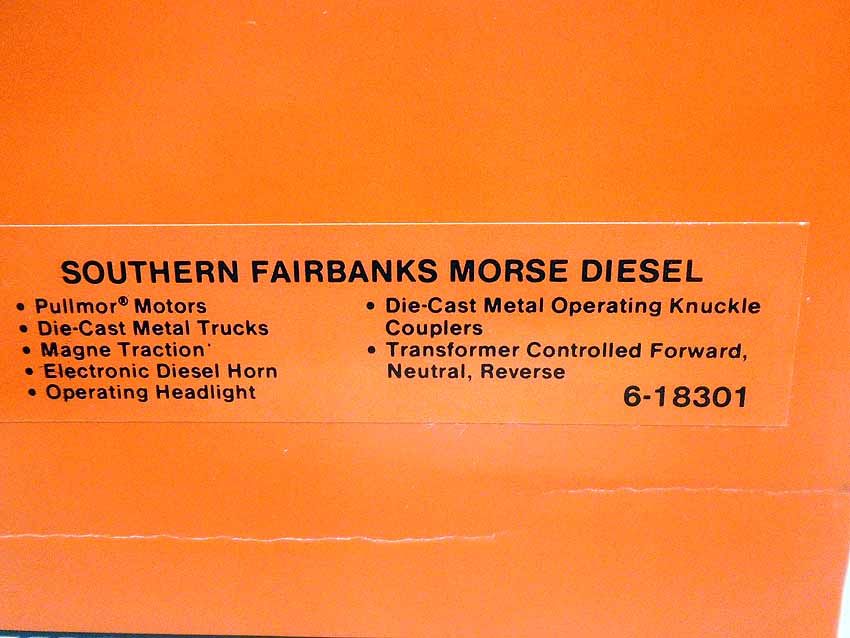 SOUTHERN FAIRBANKS MORSE DIESEL
• Pullmor® Motors
• Die-Cast Metal Trucks
• Magne Traction
• Electronic Diesel Horn
• Operating Headlight
• Die-Cast Metal Operating Knuckle
Couplers
• Transformer Controlled Forward,
Neutral, Reverse
6-18301